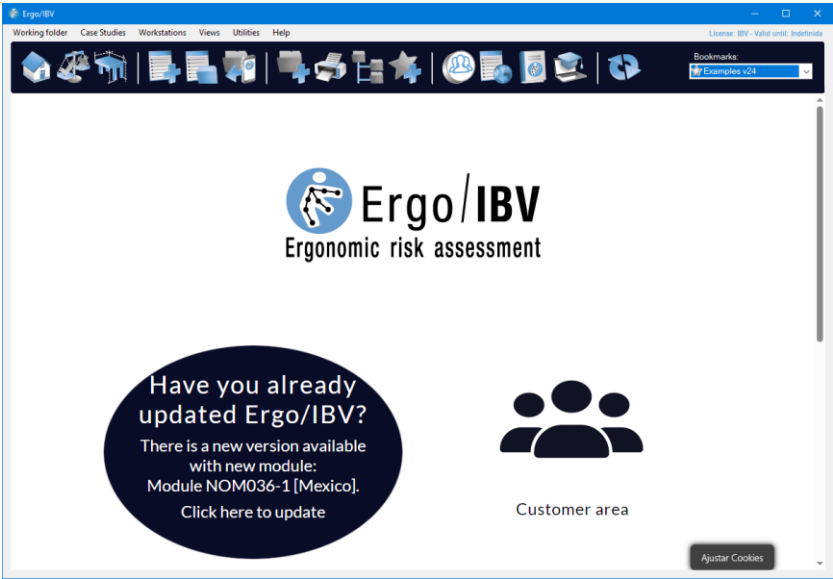 Ergo/IBV
Working folder Case Studies Workstations Views Utilities Help
License: IBV - Valid until: Indefinida
Bookmarks:
Examples v24
Ergo/IBV
Ergonomic risk assessment
Have you already
updated Ergo/IBV?
There is a new version available
with new module:
Module NOM036-1 [Mexico].
Click here to update
Customer area
Ajustar Cookies